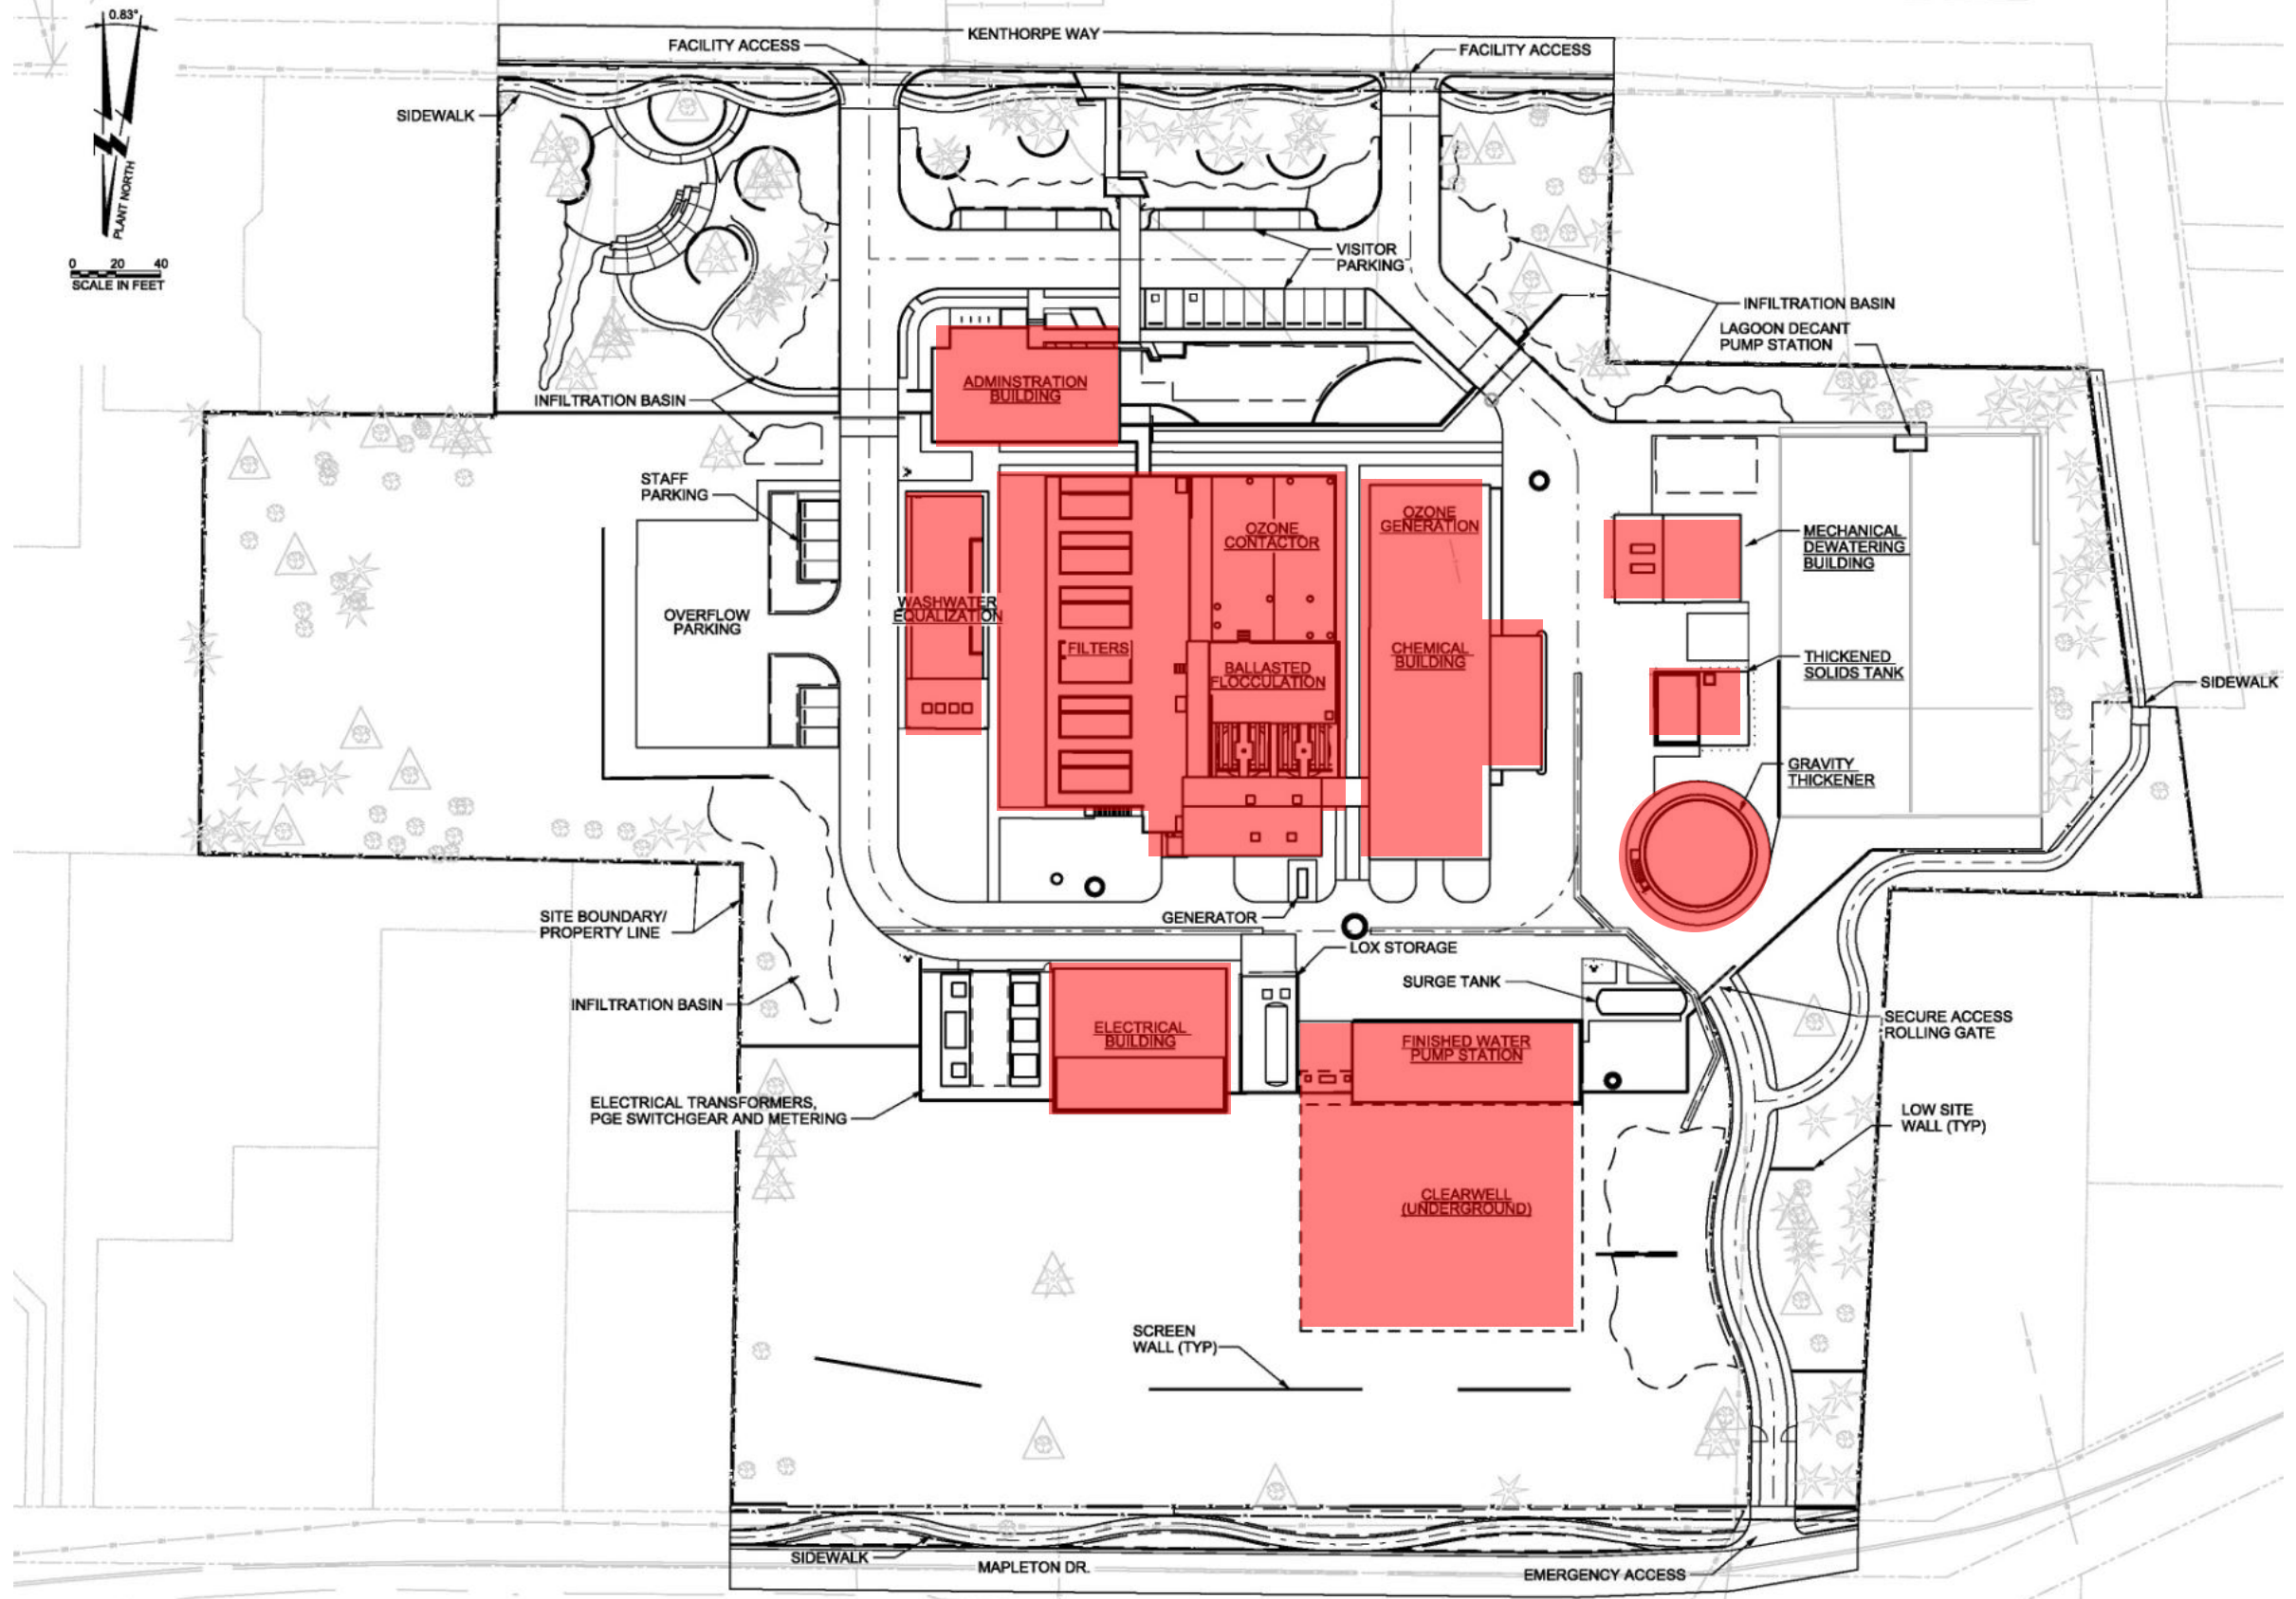 0.83°
PLANT NORTH
0 20 40
SCALE IN FEET
KENTHORPE WAY
FACILITY ACCESS
FACILITY ACCESS
SIDEWALK
VISITOR
PARKING
INFILTRATION BASIN
LAGOON DECANT
PUMP STATION
ADMINSTRATION
BUILDING
INFILTRATION BASIN
STAFF
PARKING
OZONE
CONTACTOR
OZONE
GENERATION
MECHANICAL
DEWATERING
BUILDING
WASHWATER
EQUALIZATION
OVERFLOW
PARKING
FILTERS
BALLASTED
FLOCCULATION
CHEMICAL
BUILDING
THICKENED
SOLIDS TANK
SIDEWALK
GRAVITY
THICKENER
SITE BOUNDARY/
PROPERTY LINE
GENERATOR
LOX STORAGE
SURGE TANK
INFILTRATION BASIN
ELECTRICAL
BUILDING
FINISHED WATER
PUMP STATION
SECURE ACCESS
ROLLING GATE
ELECTRICAL TRANSFORMERS,
PGE SWITCHGEAR AND METERING
LOW SITE
WALL (TYP)
CLEARWELL
(UNDERGROUND)
SCREEN
WALL (TYP)
SIDEWALK
MAPLETON DR.
EMERGENCY ACCESS